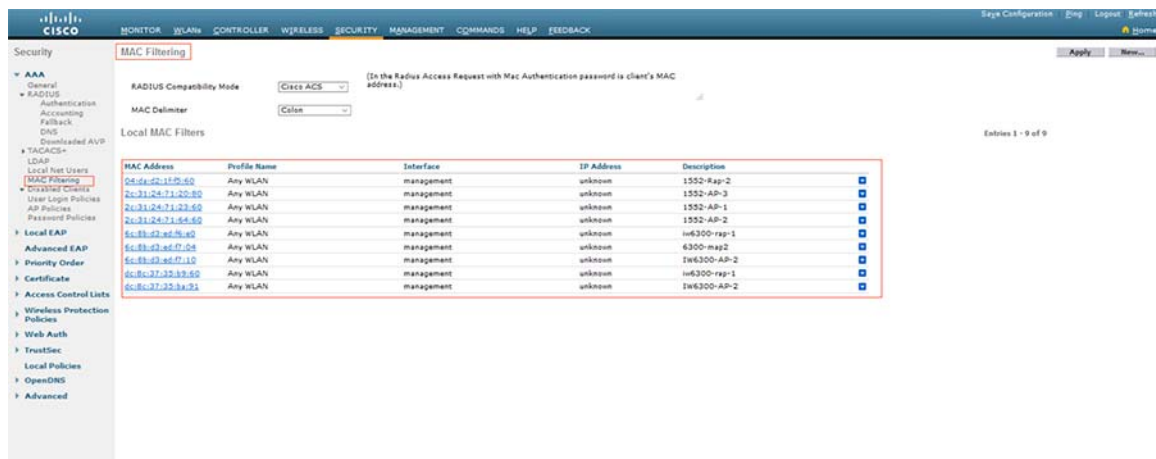 Save Configuration Ping Logout Refresh
CISCO MONITOR WLANs CONTROLLER WIRELESS SECURITY MANAGEMENT COMMANDS HELP FEEDBACK Home
Security
AAA
General
RADIUS
Authentication
Accounting
Fallback
DNS
Downloaded AVP
TACACS+
LDAP
Local Net Users
MAC Filtering
Disabled Clients
User Login Policies
AP Policies
Password Policies
Local EAP
Advanced EAP
Priority Order
Certificate
Access Control Lists
Wireless Protection
Policies
Web Auth
TrustSec
Local Policies
OpenDNS
Advanced
MAC Filtering Apply New...
RADIUS Compatibility Mode Cisco ACS (In the Radius Access Request with Mac Authentication password is client's MAC
address.)
MAC Delimiter Colon
Local MAC Filters Entries 1 - 9 of 9
MAC Address Profile Name Interface IP Address Description
04:da:d2:1f:f5:60 Any WLAN management unknown 1552-Rap-2
2c:31:24:71:20:80 Any WLAN management unknown 1552-AP-3
2c:31:24:71:23:60 Any WLAN management unknown 1552-AP-1
2c:31:24:71:64:60 Any WLAN management unknown 1552-AP-2
6c:8b:d3:ed:f6:e0 Any WLAN management unknown iw6300-rap-1
6c:8b:d3:ed:f7:04 Any WLAN management unknown 6300-map2
6c:8b:d3:ed:f7:10 Any WLAN management unknown IW6300-AP-2
dc:8c:37:35:b9:60 Any WLAN management unknown iw6300-rap-1
dc:8c:37:35:ba:91 Any WLAN management unknown IW6300-AP-2